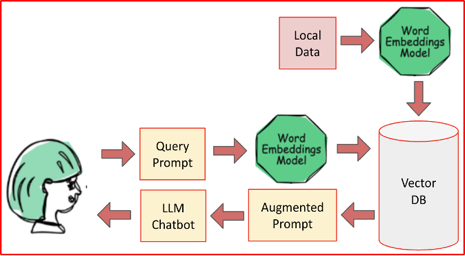 Local
Data
Word
Embeddings
Model
Query
Prompt
Word
Embeddings
Model
Vector
DB
LLM
Chatbot
Augmented
Prompt